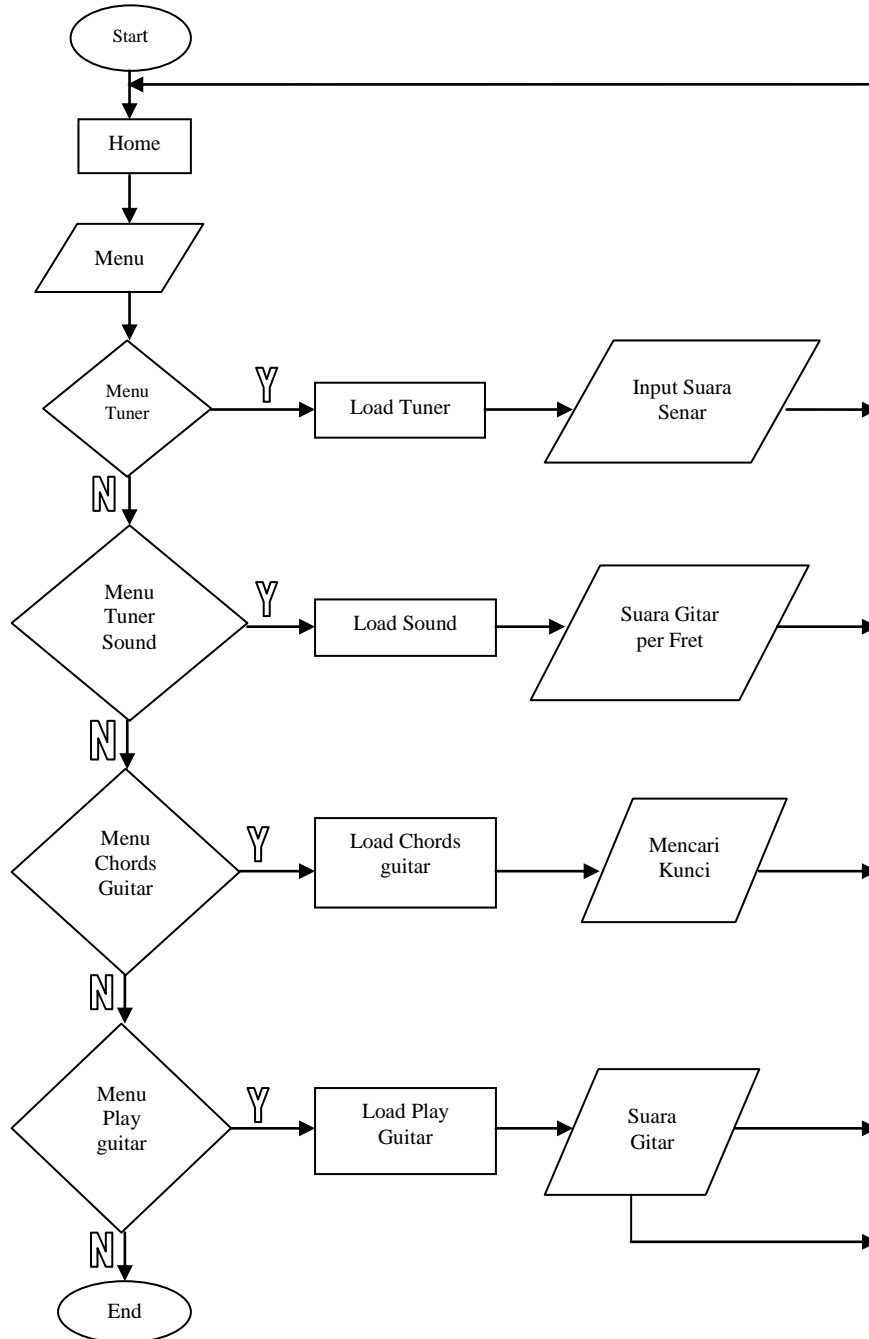 Start
Home
Menu
Menu
Tuner
Y
Load Tuner
Input Suara
Senar
N
Menu
Tuner
Sound
Y
Load Sound
Suara Gitar
per Fret
N
Menu
Chords
Guitar
Y
Load Chords
guitar
Mencari
Kunci
N
Menu
Play
guitar
Y
Load Play
Guitar
Suara
Gitar
N
End